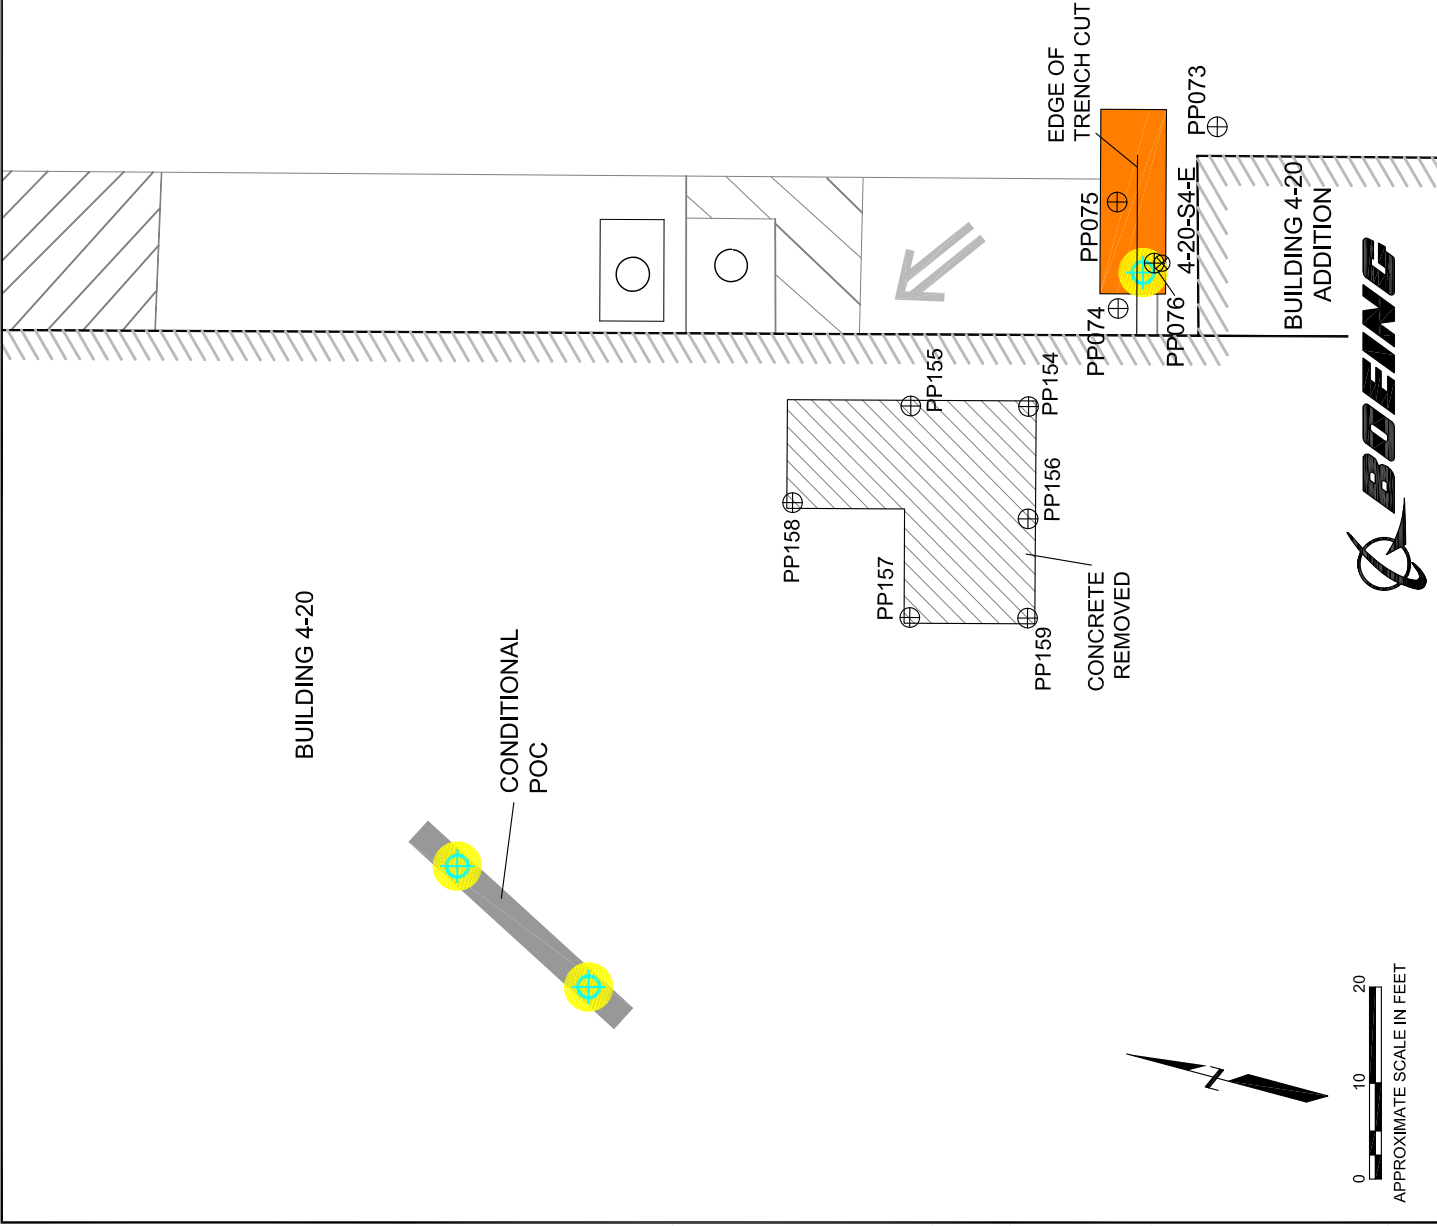 EDGE OF
TRENCH CUT
PP073
PP075
4-20-S4-E
BUILDING 4-20
ADDITION
PP074
PP076
BOEING
PP155
PP154
PP158
PP156
PP157
PP159
CONCRETE
REMOVED
BUILDING 4-20
CONDITIONAL
POC
Z
0 10 20
APPROXIMATE SCALE IN FEET